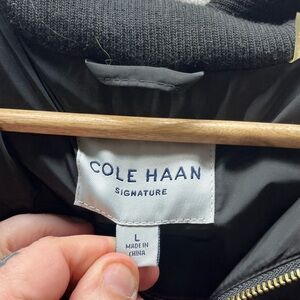 COLE HAAN
SIGNATURE
L
MADE IN
CHINA